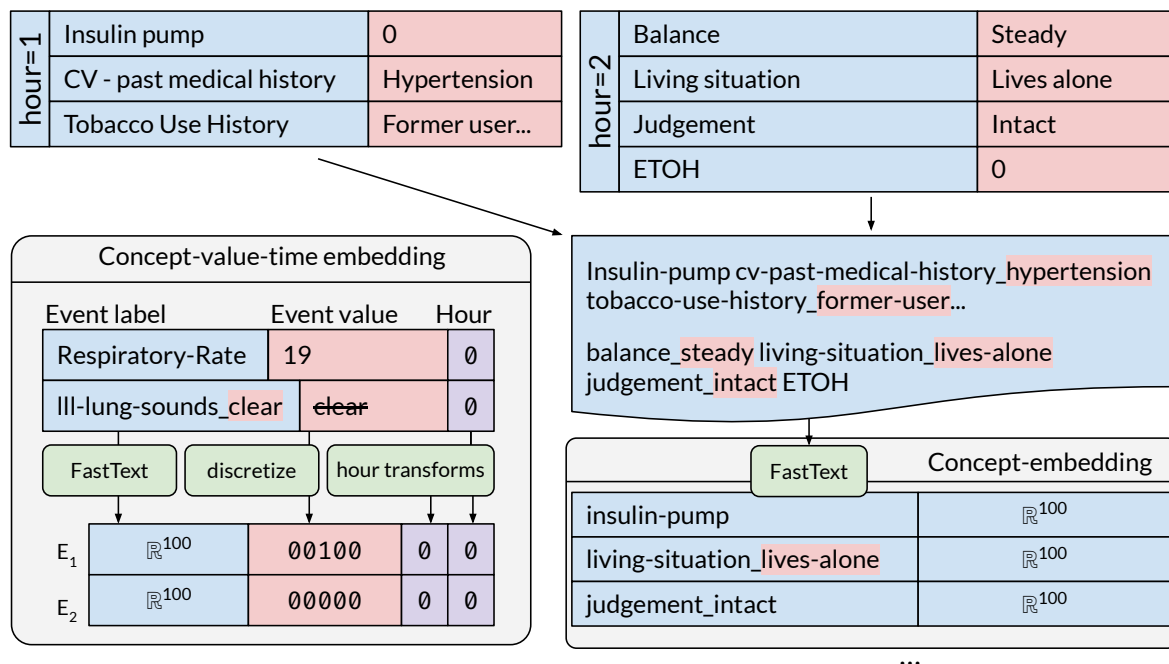 hour=1
Insulin pump 0
CV - past medical history Hypertension
Tobacco Use History Former user...
hour=2
Balance Steady
Living situation Lives alone
Judgement Intact
ETOH 0
Concept-value-time embedding
Event label Event value Hour
Respiratory-Rate 19 0
lll-lung-sounds_clear clear 0
FastText discretize hour transforms
E1 ℝ100 00100 0 0
E2 ℝ100 00000 0 0
Insulin-pump cv-past-medical-history_hypertension
tobacco-use-history_former-user...
balance_steady living-situation_lives-alone
judgement_intact ETOH
FastText Concept-embedding
insulin-pump ℝ100
living-situation_lives-alone ℝ100
judgement_intact ℝ100
...